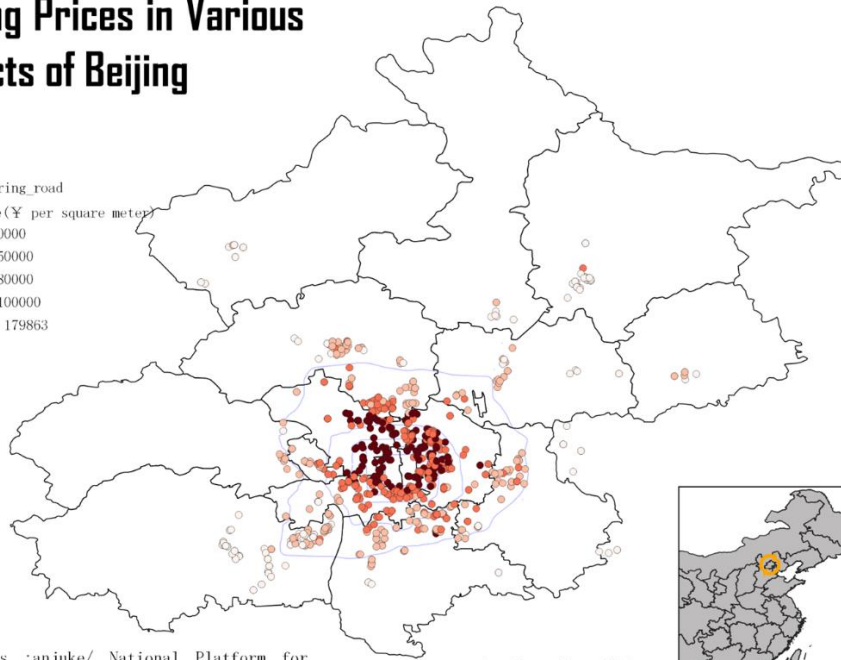 g Prices in Various
cts of Beijing
ring_road
(¥ per square meter)
0000
50000
80000
100000
179863
s :anjuke/ National Platform for